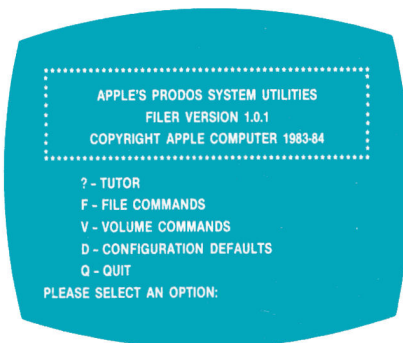 APPLE'S PRODOS SYSTEM UTILITIES
FILER VERSION 1.0.1
COPYRIGHT APPLE COMPUTER 1983-84
? - TUTOR
F - FILE COMMANDS
V - VOLUME COMMANDS
D - CONFIGURATION DEFAULTS
Q - QUIT
PLEASE SELECT AN OPTION: